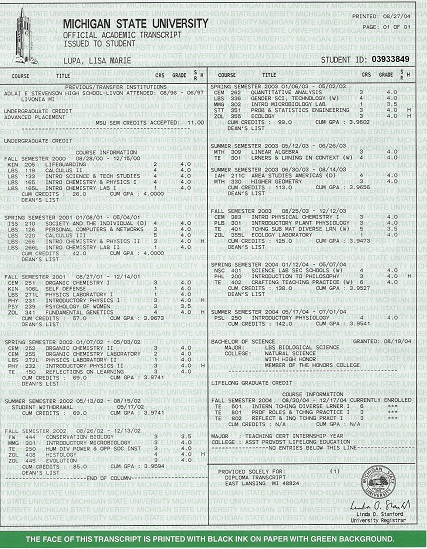 MICHIGAN STATE UNIVERSITY
OFFICIAL ACADEMIC TRANSCRIPT
ISSUED TO STUDENT
PRINTED: 08/27/04
PAGE: 01 OF 01
LUPA, LISA MARIE
STUDENT ID: 03933849
COURSE TITLE CRS GRADE
PREVIOUS/TRANSFER INSTITUTIONS
ADLAI E STEVENSON HIGH SCHOOL-LIVON ATTENDED: 08/96 - 06/97
LIVONIA MI
UNDERGRADUATE CREDIT
ADVANCED PLACEMENT
MSU SEM CREDITS ACCEPTED: 11.00
UNDERGRADUATE CREDIT
COURSE INFORMATION
FALL SEMESTER 2000 / 08/28/00 - 12/15/00
KIN 205 LIFEGUARDING 2 4.0
LBS 119 CALCULUS II 4 4.0
LBS 133 INTRO SCIENCE & TECH STUDIES 4 4.0
LBS 165 INTRO CHEMISTRY & PHYSICS I 4 4.0
LBS 165L INTRO CHEMISTRY LAB I 1 4.0
CUM CREDITS : 26.0 CUM GPA : 4.0000
DEAN'S LIST
SPRING SEMESTER 2001 01/08/01 - 05/04/01
ISS 210 SOCIETY AND THE INDIVIDUAL (D) 4 4.0
LBS 126 PERSONAL COMPUTERS & NETWORKS 3 4.0
LBS 220 CALCULUS III 4 4.0
LBS 266 INTRO CHEMISTRY & PHYSICS II 4.0 H
LBS 266L INTRO CHEMISTRY LAB II 1 4.0
CUM CREDITS : 42.0 CUM GPA : 4.0000
DEAN'S LIST
FALL SEMESTER 2001 08/27/01 - 12/14/01
CEM 251 ORGANIC CHEMISTRY I 3 4.0
KIN SELF DEFENSE 1 4.0
LBS 271L PHYSICS LABORATORY I 1 4.0
PHY 231 INTRODUCTORY PHYSICS I 3 4.0 H
PSY 239 PSYCHOLOGY OF WOMEN 3 3.5
ZOL 341 FUNDAMENTAL GENETICS 4 4.0 H
CUM CREDITS : 57.0 CUM GPA : 3.9673
DEAN'S LIST
SPRING SEMESTER 2002 01/07/02 - 05/03/02
CEM 252 ORGANIC CHEMISTRY II 3 4.0
CEM 255 ORGANIC CHEMISTRY LABORATORY 2 4.0
LBS 272L PHYSICS LABORATORY II 1 4.0
PHY 232 INTRODUCTORY PHYSICS II 3 4.0 H
TE 150 REFLECTIONS ON LEARNING 3 4.0
CUM CREDITS : 69.0 CUM GPA : 3.9741
DEAN'S LIST
SUMMER SEMESTER 2002 05/13/02 - 08/15/02
STUDENT WITHDRAWAL 05/17/02
CUM CREDITS : 69.0 CUM GPA : 3.9741
FALL SEMESTER 2002 08/26/02 - 12/13/02
FW 444 CONSERVATION BIOLOGY 3 3.5
MMG 301 INTRODUCTORY MICROBIOLOGY 3 4.0
TE 250 HUM DIV POWER & OPP SOC INST 3 4.0
ZOL 408 HISTOLOGY 4 4.0 H
ZOL 445 EVOLUTION 3 4.0
CUM CREDITS : 85.0 CUM GPA : 3.9594
DEAN'S LIST
END OF COLUMN
COURSE TITLE CRS GRADE
SPRING SEMESTER 2003 01/06/03 - 05/02/03
CEM 262 QUANTITATIVE ANALYSIS 3 4.0
LBS 336 GENDER SCI, TECHNOLOGY (W) 4 4.0
MMG 302 INTRO MICROBIOLOGY LAB 1 3.5
STT 351 PROB & STATISTICS ENGINEERING 3 4.0 H
ZOL 355 ECOLOGY 3 4.0 H
CUM CREDITS : 99.0 CUM GPA : 3.9602
DEAN'S LIST
SUMMER SEMESTER 2003 05/12/03 - 06/26/03
MTH 309 LINEAR ALGEBRA 3 4.0
TE 301 LRNERS & LRNING IN CONTEXT (W) 4 4.0
SUMMER SEMESTER 2003 06/30/03 - 08/14/03
IAH 211C AREA STUDIES AMERICAS (D) 4 4.0
MTH 330 HIGHER GEOMETRY 3 4.0
CUM CREDITS : 113.0 CUM GPA : 3.9656
DEAN'S LIST
FALL SEMESTER 2003 08/25/03 - 12/12/03
CEM 383 INTRO PHYSICAL CHEMISTRY I 3 4.0
PLB 301 INTRODUCTORY PLANT PHYSIOLOGY 3 4.0
TE 401 TCHNG SUB MAT DIVERSE LRN (W) 5 3.5
ZOL 355L ECOLOGY LABORATORY 1 4.0
CUM CREDITS : 125.0 CUM GPA : 3.9473
DEAN'S LIST
SPRING SEMESTER 2004 01/12/04 - 05/07/04
NSC 401 SCIENCE LAB SEC SCHOOLS (W) 4 4.0
PHL 200 INTRODUCTION TO PHILOSOPHY 3 4.0 H
TE 402 CRAFTING TEACHING PRACTICE (W) 6 4.0
CUM CREDITS : 138.0 CUM GPA : 3.9527
DEAN'S LIST
SUMMER SEMESTER 2004 05/17/04 - 07/01/04
PSL 250 INTRODUCTORY PHYSIOLOGY 4 4.0
CUM CREDITS : 142.0 CUM GPA : 3.9541
BACHELOR OF SCIENCE GRANTED: 08/19/04
MAJOR: LBS BIOLOGICAL SCIENCE
COLLEGE: NATURAL SCIENCE
WITH HIGH HONOR
MEMBER OF THE HONORS COLLEGE
LIFELONG GRADUATE CREDIT
COURSE INFORMATION
FALL SEMESTER 2004 08/30/04 - 12/17/04 CURRENTLY ENROLLED
TE 501 INTERN TCHNG DIVERSE LRNER I 6 ***
TE 801 PROF ROLES & TCHNG PRACTICE I 3 ***
TE 802 REFLECT & INQ TCHNG PRACT I 3 ***
CUM CREDITS : N/A CUM GPA : N/A
MAJOR : TEACHING CERT INTERNSHIP YEAR
COLLEGE : ASST PROVOST LIFELONG EDUCATION
NO ENTRIES BELOW THIS LINE
PROVIDED SOLELY FOR: (1)
DIPLOMA TRANSCRIPT
EAST LANSING MI 48824
Linda O. Stanford
University Registrar
THE FACE OF THIS TRANSCRIPT IS PRINTED WITH BLACK INK ON PAPER WITH GREEN BACKGROUND.